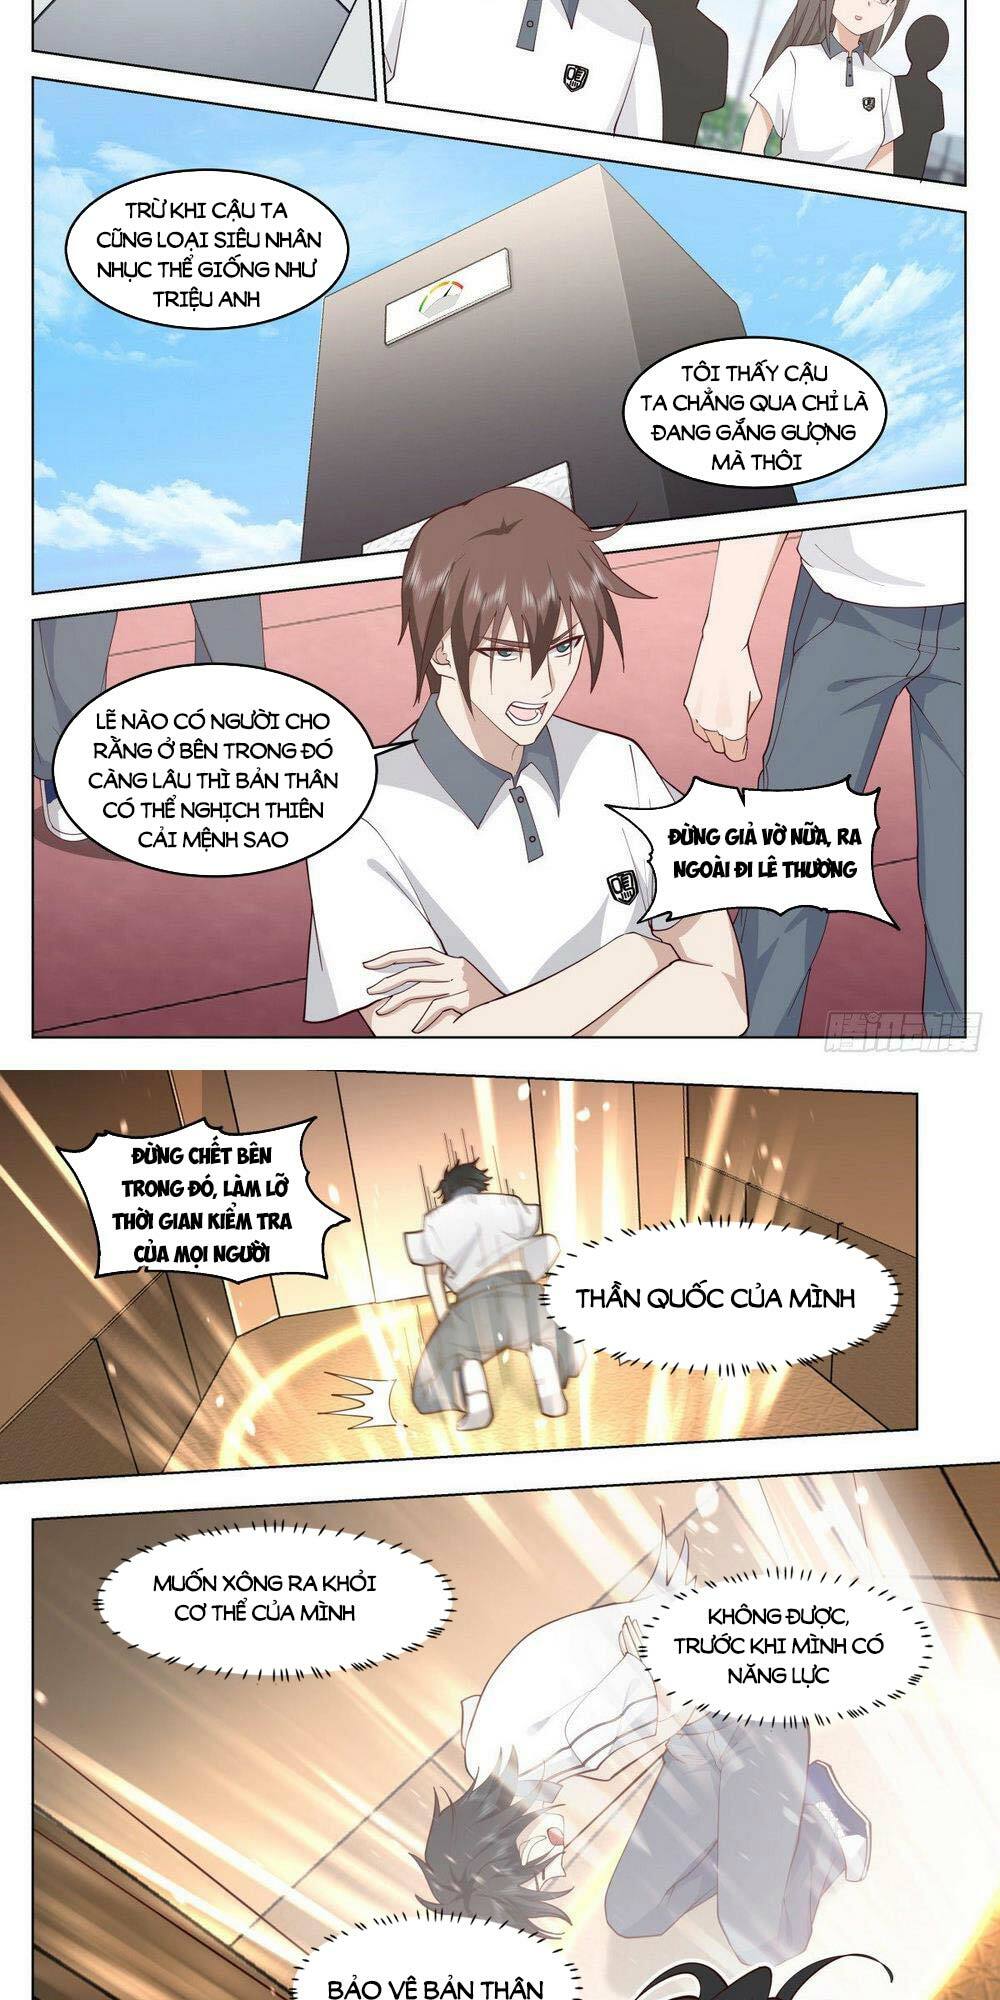 TRỪ KHI CẬU TA
CŨNG LOẠI SIÊU NHÂN
NHỤC THỂ GIỐNG NHƯ
TRIỆU ANH
TÔI THẤY CẬU
TA CHẲNG QUA CHỈ LÀ
ĐANG GẮNG GƯỢNG
MÀ THÔI
LẼ NÀO CÓ NGƯỜI CHO
RẰNG Ở BÊN TRONG ĐÓ
CÀNG LÂU THÌ BẢN THÂN
CÓ THỂ NGHỊCH THIÊN
CẢI MỆNH SAO
ĐỪNG GIẢ VỜ NỮA, RA
NGOÀI ĐI LÊ THƯƠNG
腾讯动漫
ĐỪNG CHẾT BÊN
TRONG ĐÓ, LÀM LỠ
THỜI GIAN KIỂM TRA
CỦA MỌI NGƯỜI
THẦN QUỐC CỦA MÌNH
MUỐN XÔNG RA KHỎI
CƠ THỂ CỦA MÌNH
KHÔNG ĐƯỢC,
TRƯỚC KHI MÌNH CÓ
NĂNG LỰC
BẢO VỆ BẢN THÂN